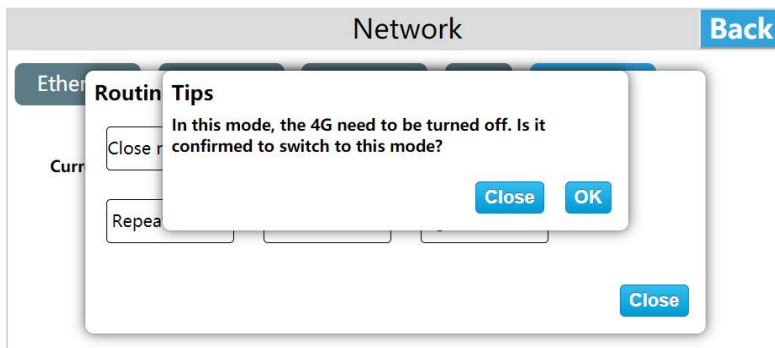 Network
Back
Ether
Routin
Tips
In this mode, the 4G need to be turned off. Is it
confirmed to switch to this mode?
Close r
Curr
Close
OK
Repea
Close